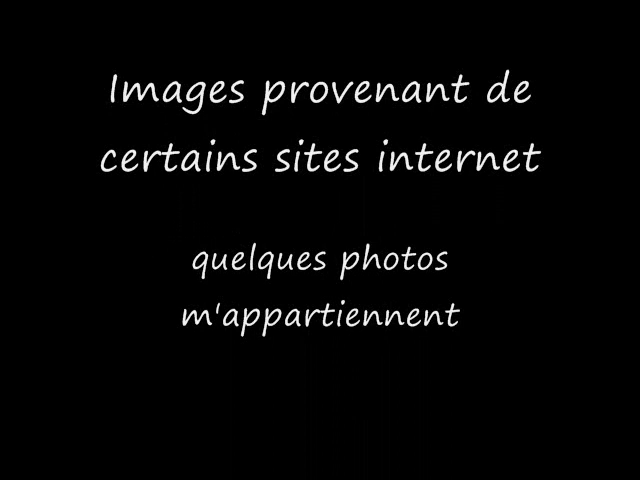 Images provenant de
certains sites internet
quelques photos
m'appartiennent